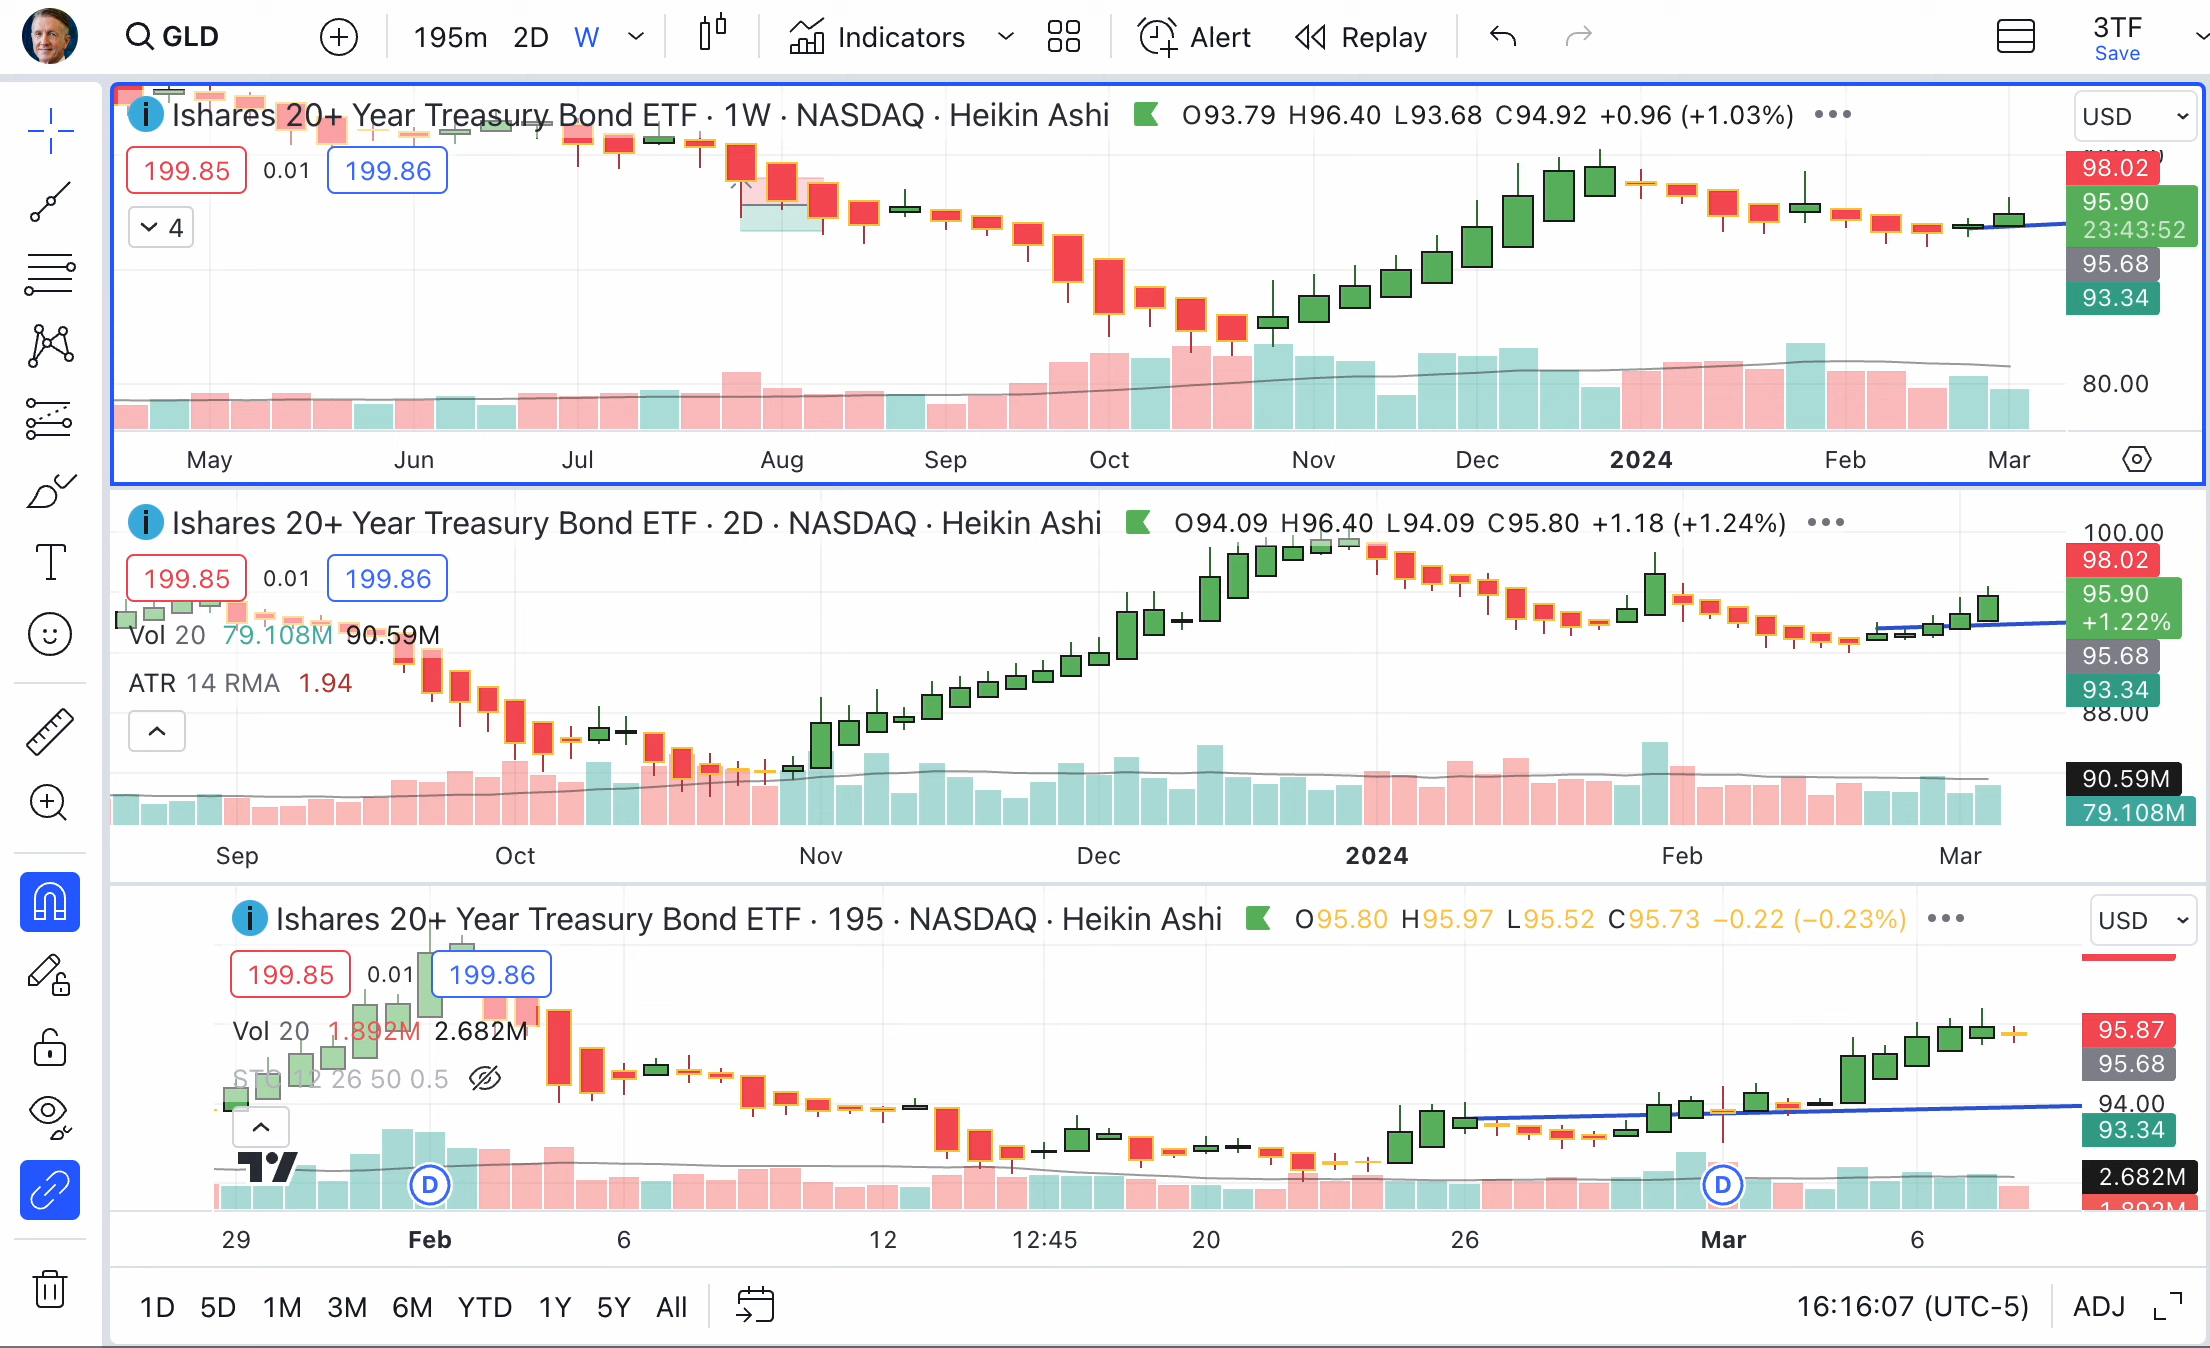 GLD 195m 2D W Indicators Alert Replay 3TF
Save
Ishares 20+ Year Treasury Bond ETF · 1W · NASDAQ · Heikin Ashi O93.79 H96.40 L93.68 C94.92 +0.96 (+1.03%) USD
199.85 0.01 199.86
4
98.02
95.90
23:43:52
95.68
93.34
80.00
May Jun Jul Aug Sep Oct Nov Dec 2024 Feb Mar
Ishares 20+ Year Treasury Bond ETF · 2D · NASDAQ · Heikin Ashi O94.09 H96.40 L94.09 C95.80 +1.18 (+1.24%)
199.85 0.01 199.86
Vol 20 79.108M 90.59M
ATR 14 RMA 1.94
100.00
98.02
95.90
+1.22%
95.68
93.34
88.00
90.59M
79.108M
Sep Oct Nov Dec 2024 Feb Mar
Ishares 20+ Year Treasury Bond ETF · 195 · NASDAQ · Heikin Ashi O95.80 H95.97 L95.52 C95.73 −0.22 (−0.23%) USD
199.85 0.01 199.86
Vol 20 1.892M 2.682M
STC 12 26 50 0.5
95.87
95.68
94.00
93.34
2.682M
1.892M
D D
29 Feb 6 12 12:45 20 26 Mar 6
1D 5D 1M 3M 6M YTD 1Y 5Y All 16:16:07 (UTC-5) ADJ